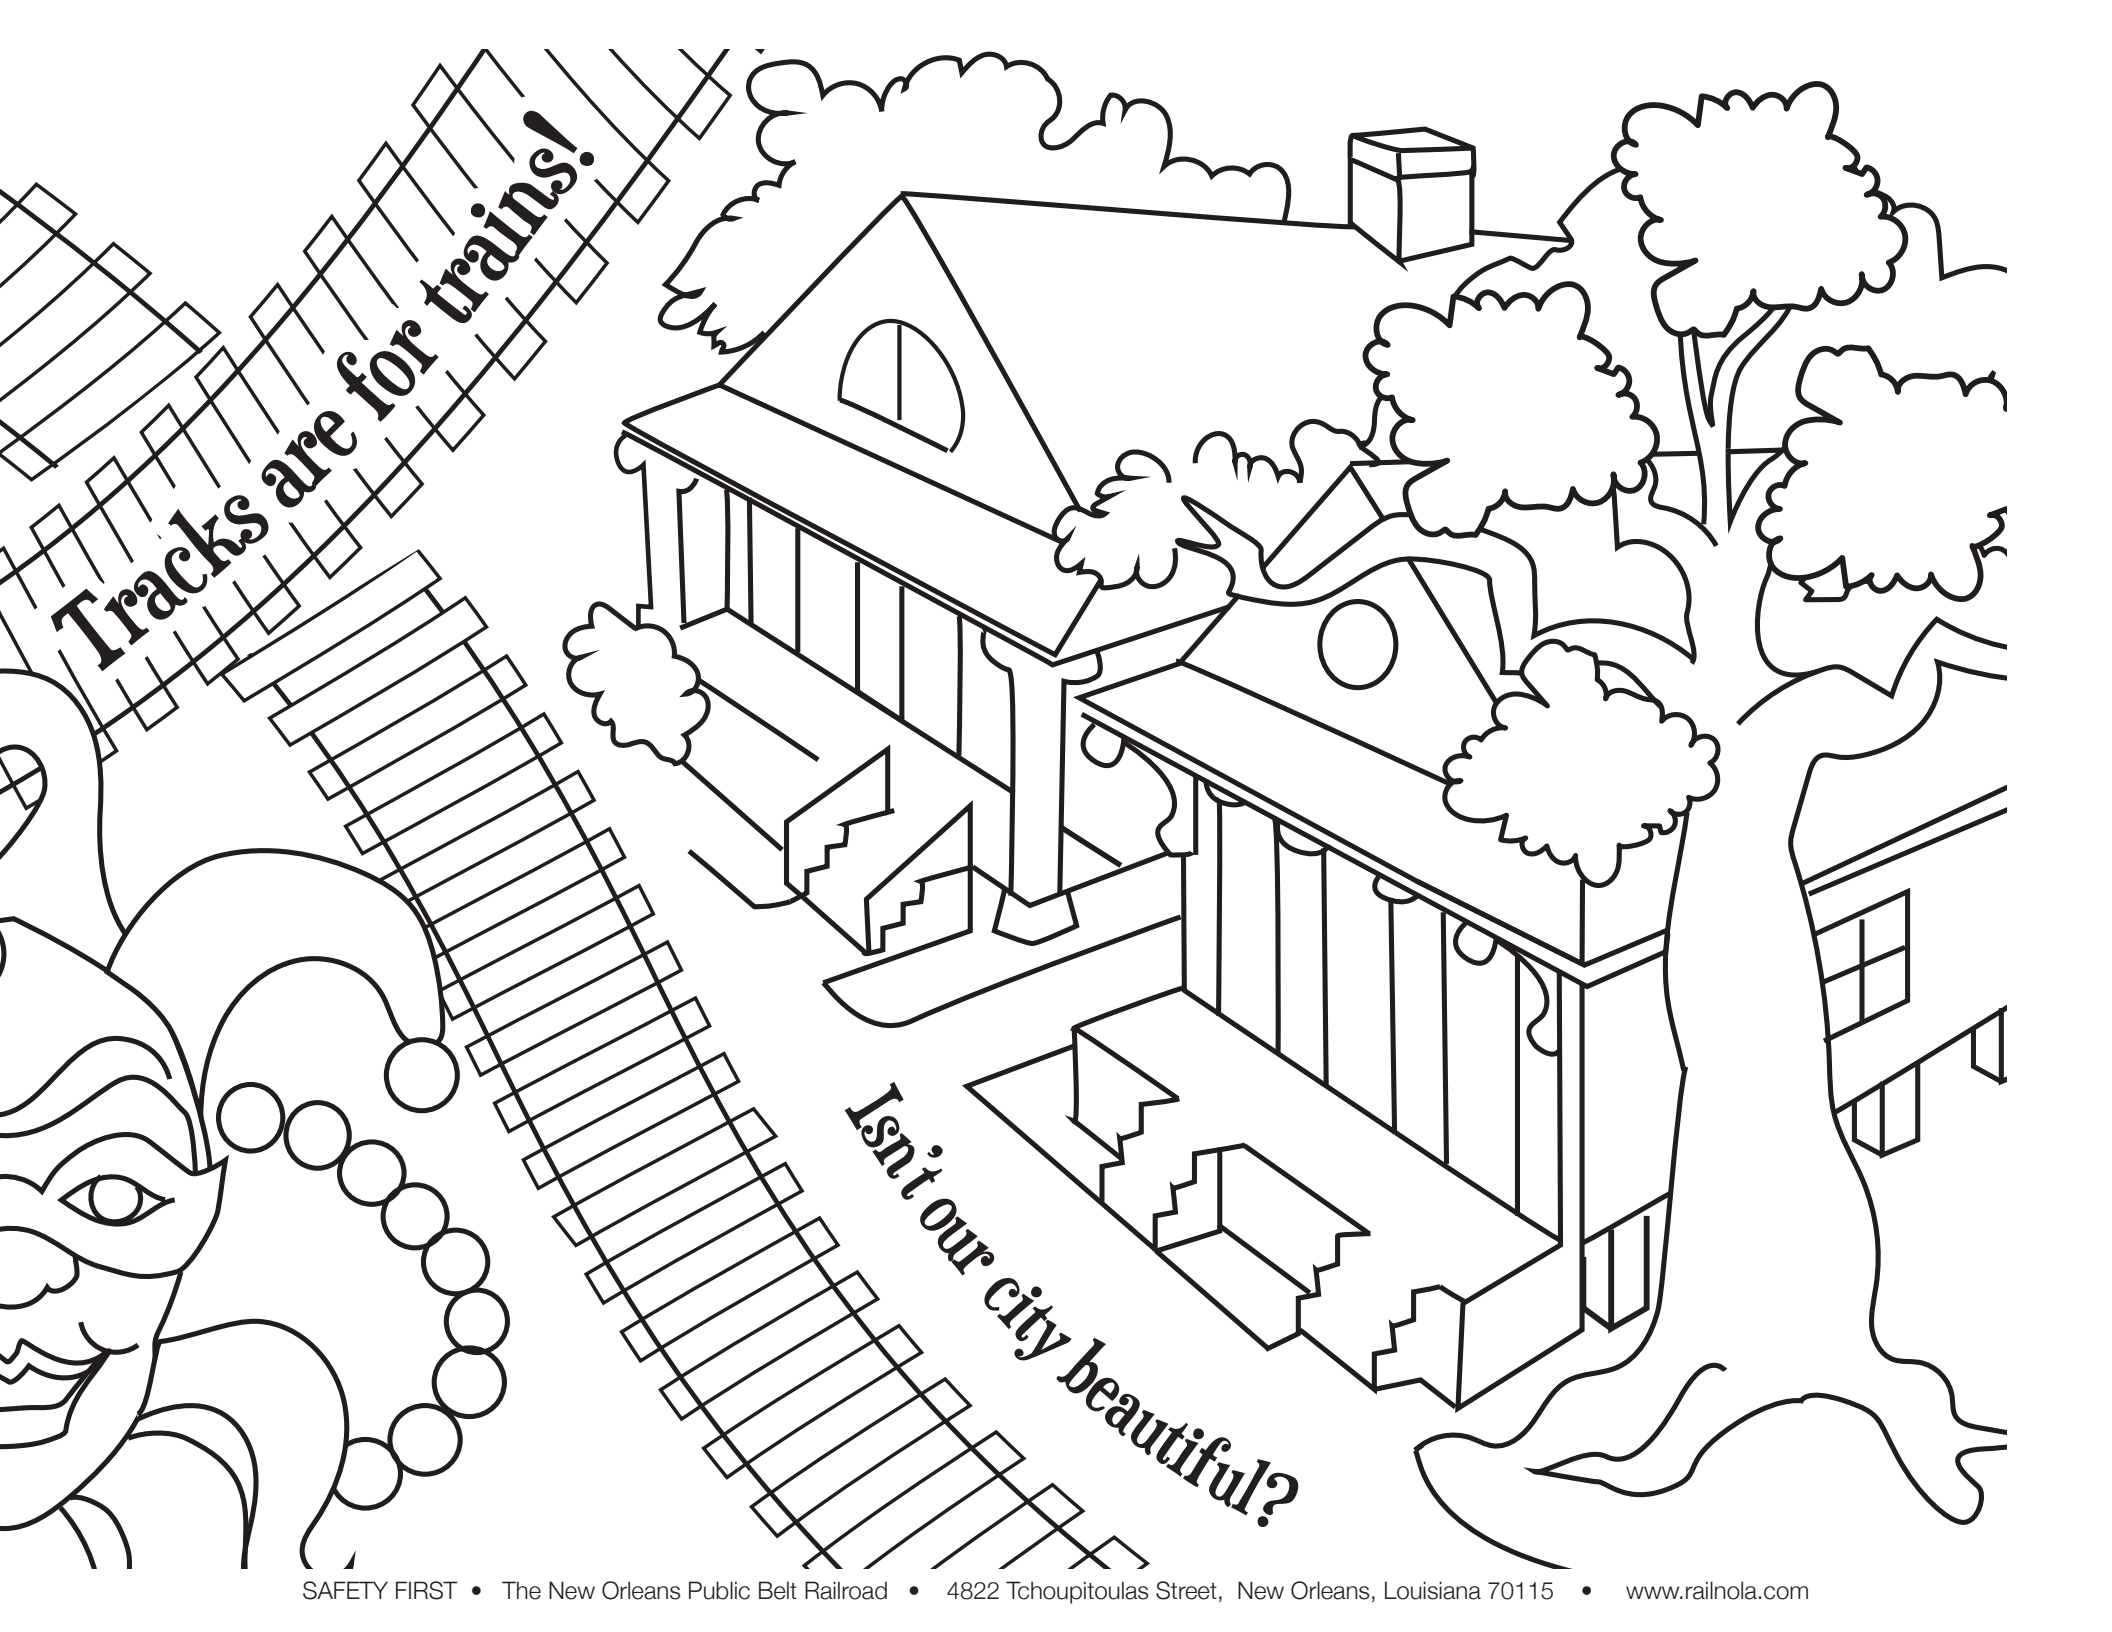 Tracks are for trains!
Isn't our city beautiful?
SAFETY FIRST • The New Orleans Public Belt Railroad • 4822 Tchoupitoulas Street, New Orleans, Louisiana 70115 • www.railnola.com